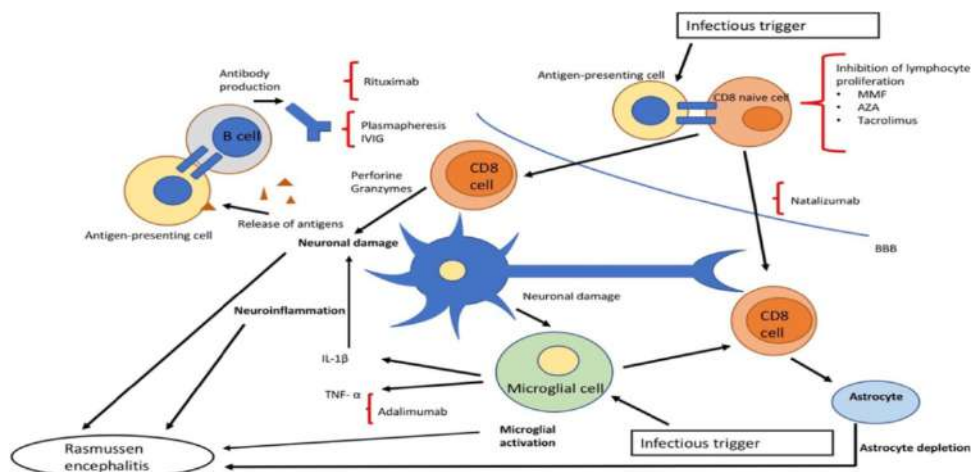 Infectious trigger
Antibody
production
Rituximab
Antigen-presenting cell
Inhibition of lymphocyte
proliferation
• MMF
• AZA
• Tacrolimus
CD8 naive cell
B cell
Plasmapheresis
IVIG
Perforine
Granzymes
CD8
cell
Natalizumab
Release of antigens
Antigen-presenting cell
Neuronal damage
BBB
Neuronal damage
Neuroinflammation
CD8
cell
IL-1β
Microglial cell
TNF- α
Adalimumab
Astrocyte
Microglial
activation
Infectious trigger
Astrocyte depletion
Rasmussen
encephalitis